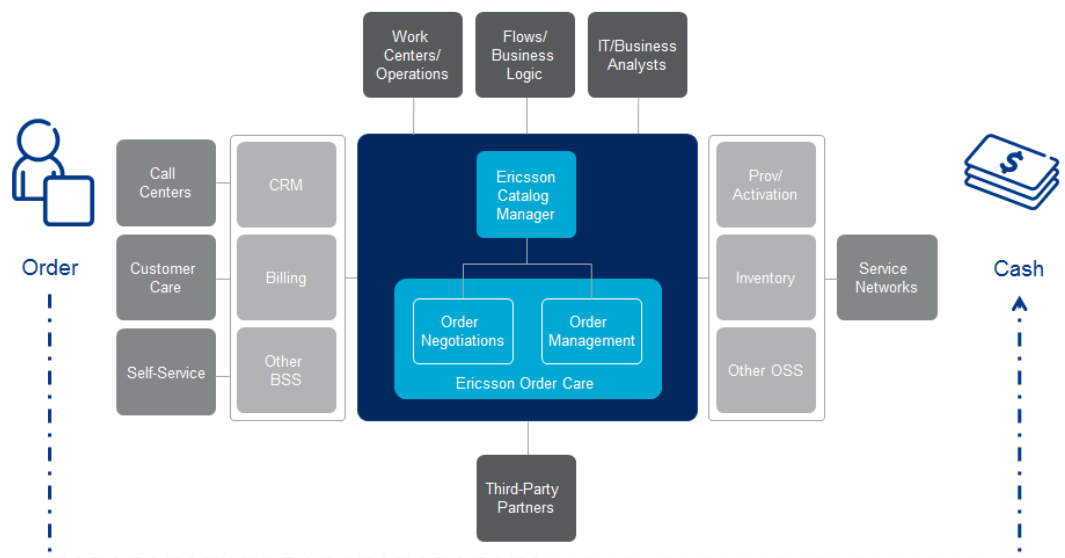 Work
Centers/
Operations
Flows/
Business
Logic
IT/Business
Analysts
Call
Centers
CRM
Ericsson
Catalog
Manager
Prov/
Activation
$
Order
Customer
Care
Billing
Inventory
Service
Networks
Cash
Order
Negotiations
Order
Management
Self-Service
Other
BSS
Ericsson Order Care
Other OSS
Third-Party
Partners